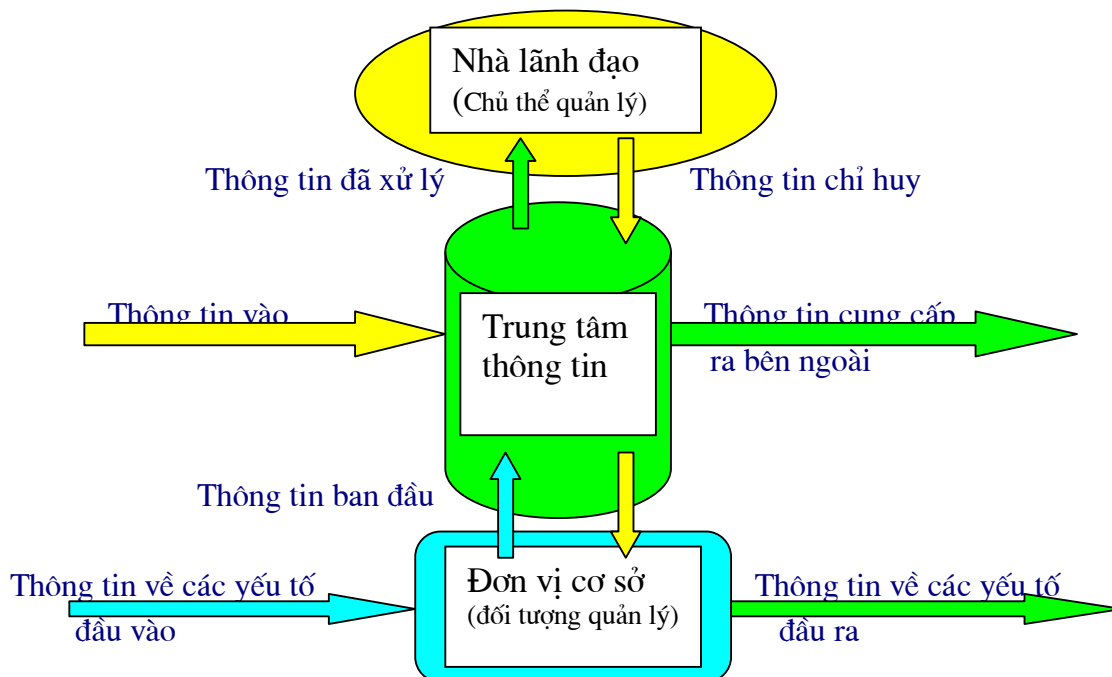 Nhà lãnh đạo
(Chủ thể quản lý)
Thông tin đã xử lý
Thông tin chỉ huy
Thông tin vào
Trung tâm
thông tin
Thông tin cung cấp
ra bên ngoài
Thông tin ban đầu
Thông tin về các yếu tố
đầu vào
Đơn vị cơ sở
(đối tượng quản lý)
Thông tin về các yếu tố
đầu ra